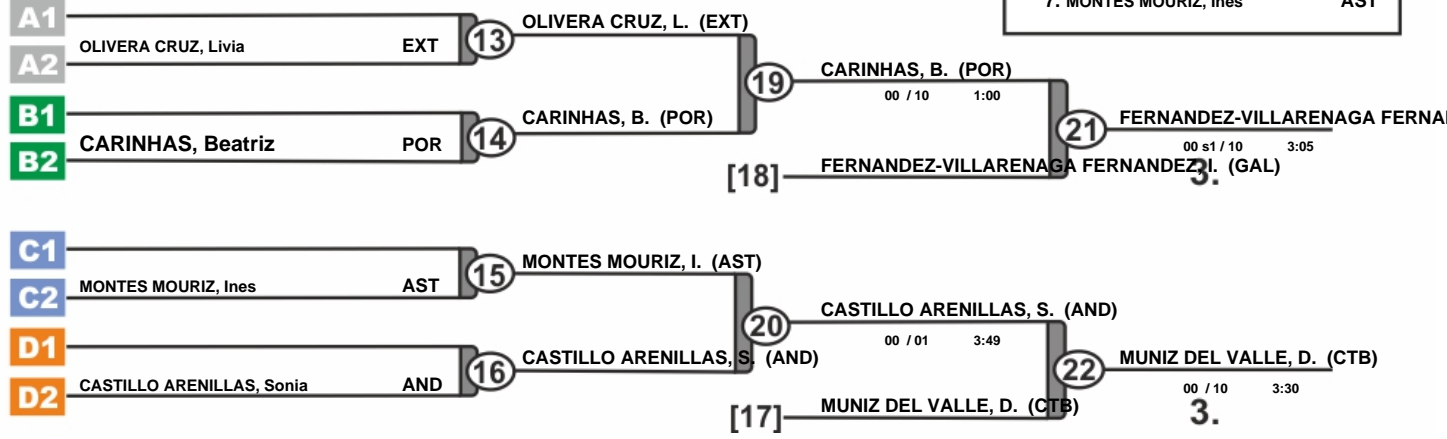 7. MONTES MOURIZ, Ines AST
A1
OLIVERA CRUZ, Livia EXT
A2
13
OLIVERA CRUZ, L. (EXT)
B1
CARINHAS, Beatriz POR
B2
14
CARINHAS, B. (POR)
19
CARINHAS, B. (POR)
00 / 10 1:00
[18]
FERNANDEZ-VILLARENAGA FERNANDEZ, I. (GAL)
21
FERNANDEZ-VILLARENAGA FERNA
00 s1 / 10 3:05
3.
C1
MONTES MOURIZ, Ines AST
C2
15
MONTES MOURIZ, I. (AST)
D1
CASTILLO ARENILLAS, Sonia AND
D2
16
CASTILLO ARENILLAS, S. (AND)
20
CASTILLO ARENILLAS, S. (AND)
00 / 01 3:49
[17]
MUNIZ DEL VALLE, D. (CTB)
22
MUNIZ DEL VALLE, D. (CTB)
00 / 10 3:30
3.